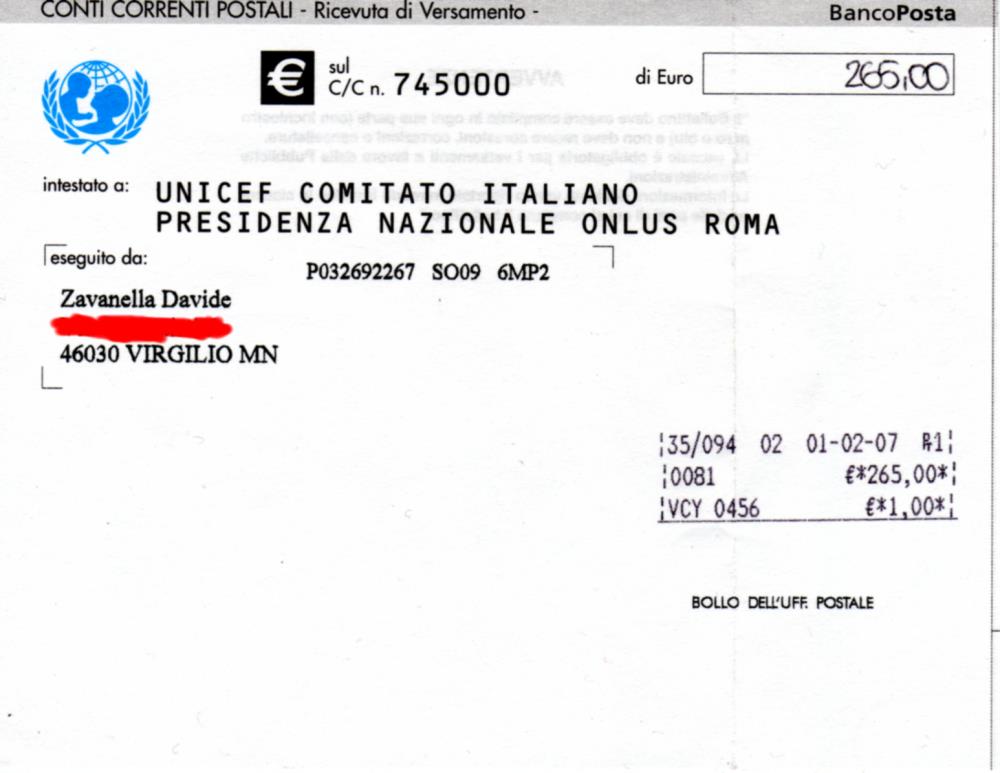 CONTI CORRENTI POSTALI - Ricevuta di Versamento -
BancoPosta
€ sul C/C n. 745000 di Euro 265,00
intestato a: UNICEF COMITATO ITALIANO
PRESIDENZA NAZIONALE ONLUS ROMA
eseguito da:
P032692267 SO09 6MP2
Zavanella Davide
46030 VIRGILIO MN
35/094 02 01-02-07 R1
0081 €*265,00*
VCY 0456 €*1,00*
BOLLO DELL'UFF. POSTALE